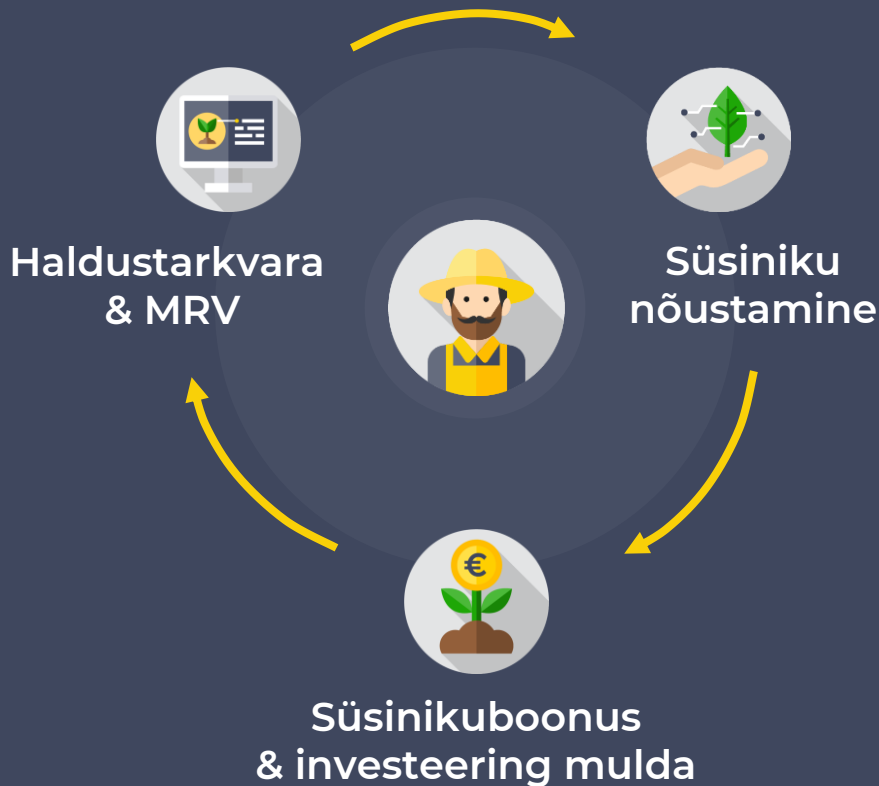 Haldustarkvara
& MRV
Süsiniku
nõustamine
€
Süsinikuboonus
& investeering mulda